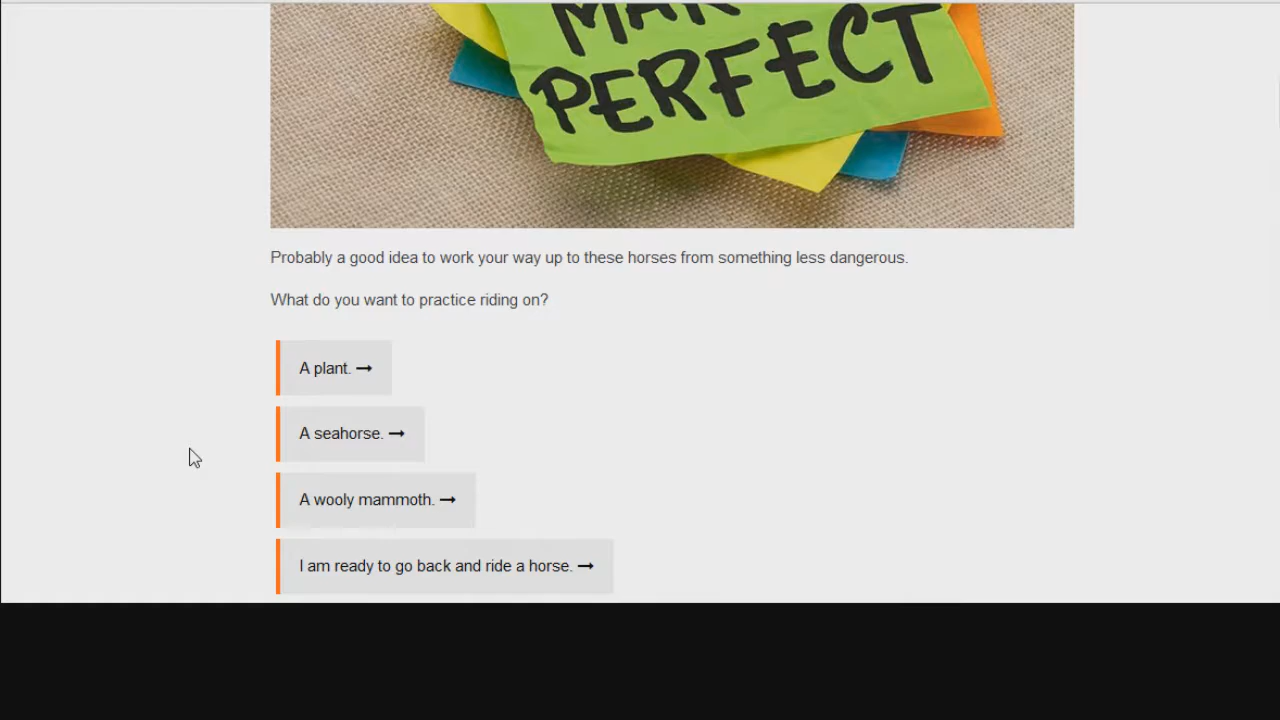 PERFECT
Probably a good idea to work your way up to these horses from something less dangerous.
What do you want to practice riding on?
A plant. →
A seahorse. →
A wooly mammoth. →
I am ready to go back and ride a horse. →